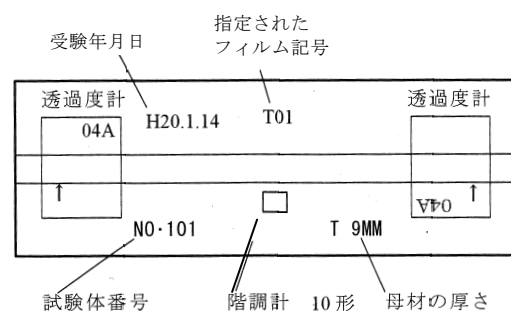 指定された
フィルム記号
受験年月日
透過度計
透過度計
04A
H20.1.14
T01
↑
↑
04A
NO·101
T 9MM
試験体番号
階調計 10形
母材の厚さ